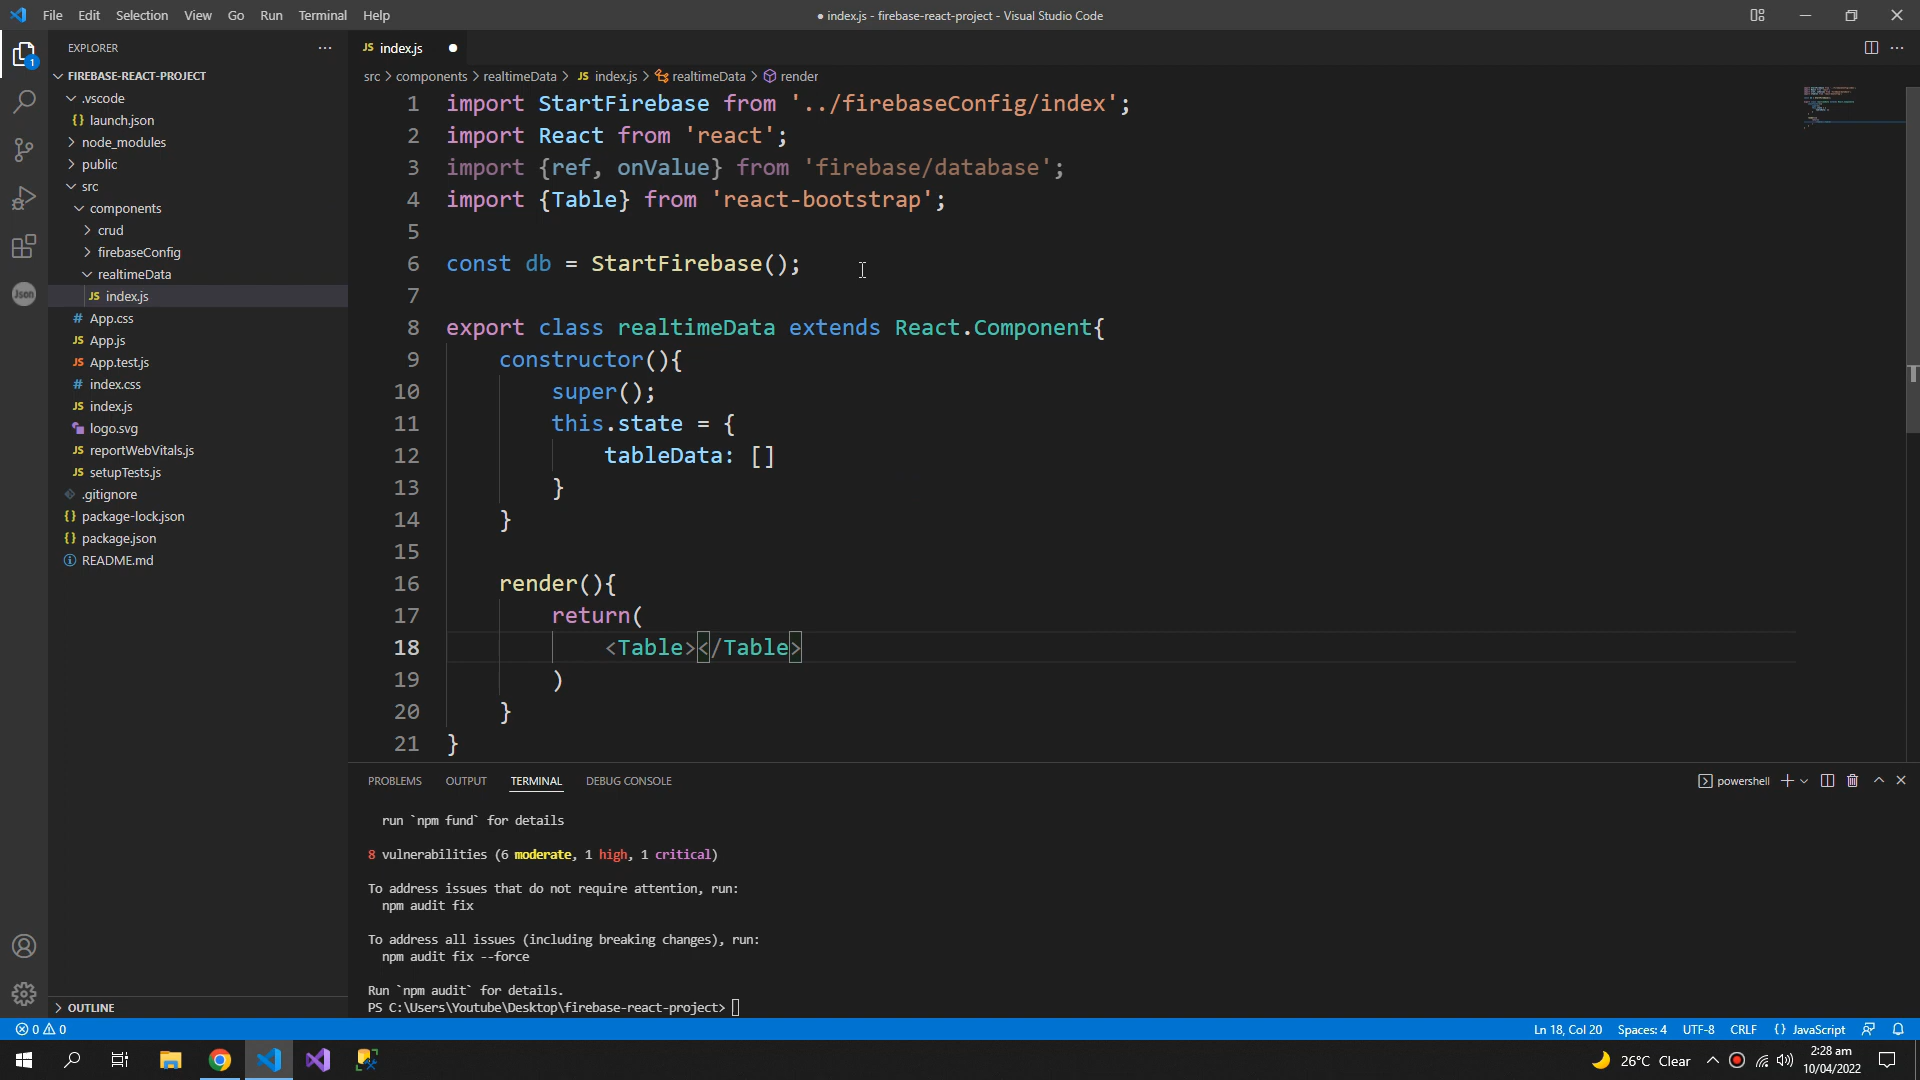 File Edit Selection View Go Run Terminal Help
● index.js - firebase-react-project - Visual Studio Code
EXPLORER
1
FIREBASE-REACT-PROJECT
.vscode
{} launch.json
node_modules
public
src
components
crud
firebaseConfig
realtimeData
JS index.js
# App.css
JS App.js
JS App.test.js
# index.css
JS index.js
logo.svg
JS reportWebVitals.js
JS setupTests.js
.gitignore
{} package-lock.json
{} package.json
README.md
Json
OUTLINE
JS index.js
src > components > realtimeData > JS index.js > realtimeData > render
1 import StartFirebase from '../firebaseConfig/index';
2 import React from 'react';
3 import {ref, onValue} from 'firebase/database';
4 import {Table} from 'react-bootstrap';
5
6 const db = StartFirebase();
7
8 export class realtimeData extends React.Component{
9 constructor(){
10 super();
11 this.state = {
12 tableData: []
13 }
14 }
15
16 render(){
17 return(
18 <Table></Table>
19 )
20 }
21 }
PROBLEMS OUTPUT TERMINAL DEBUG CONSOLE
powershell
run `npm fund` for details
8 vulnerabilities (6 moderate, 1 high, 1 critical)
To address issues that do not require attention, run:
npm audit fix
To address all issues (including breaking changes), run:
npm audit fix --force
Run `npm audit` for details.
PS C:\Users\Youtube\Desktop\firebase-react-project>
0 0
Ln 18, Col 20 Spaces: 4 UTF-8 CRLF {} JavaScript
26°C Clear
2:28 am
10/04/2022